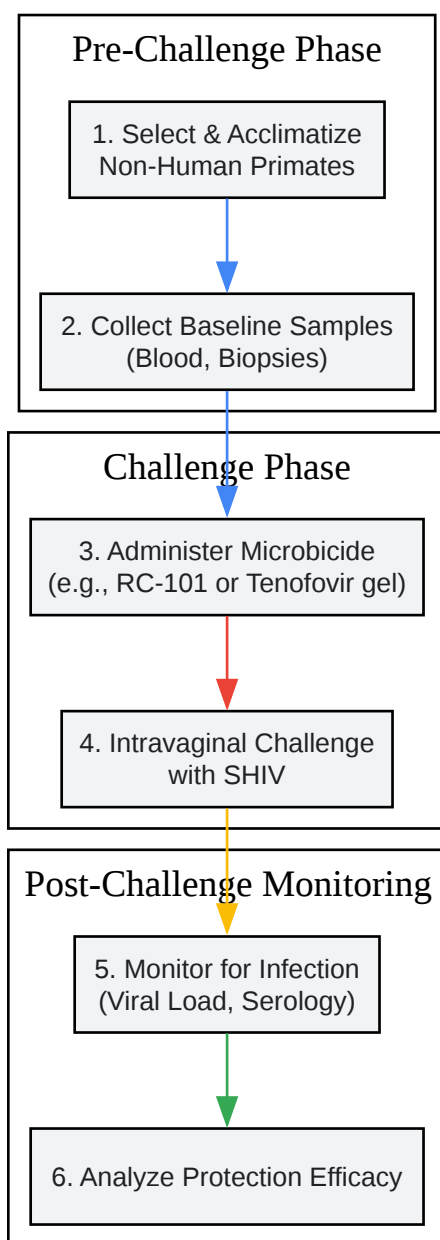 Pre-Challenge Phase
1. Select & Acclimatize
Non-Human Primates
2. Collect Baseline Samples
(Blood, Biopsies)
Challenge Phase
3. Administer Microbicide
(e.g., RC-101 or Tenofovir gel)
4. Intravaginal Challenge
with SHIV
Post-Challenge Monitoring
5. Monitor for Infection
(Viral Load, Serology)
6. Analyze Protection Efficacy